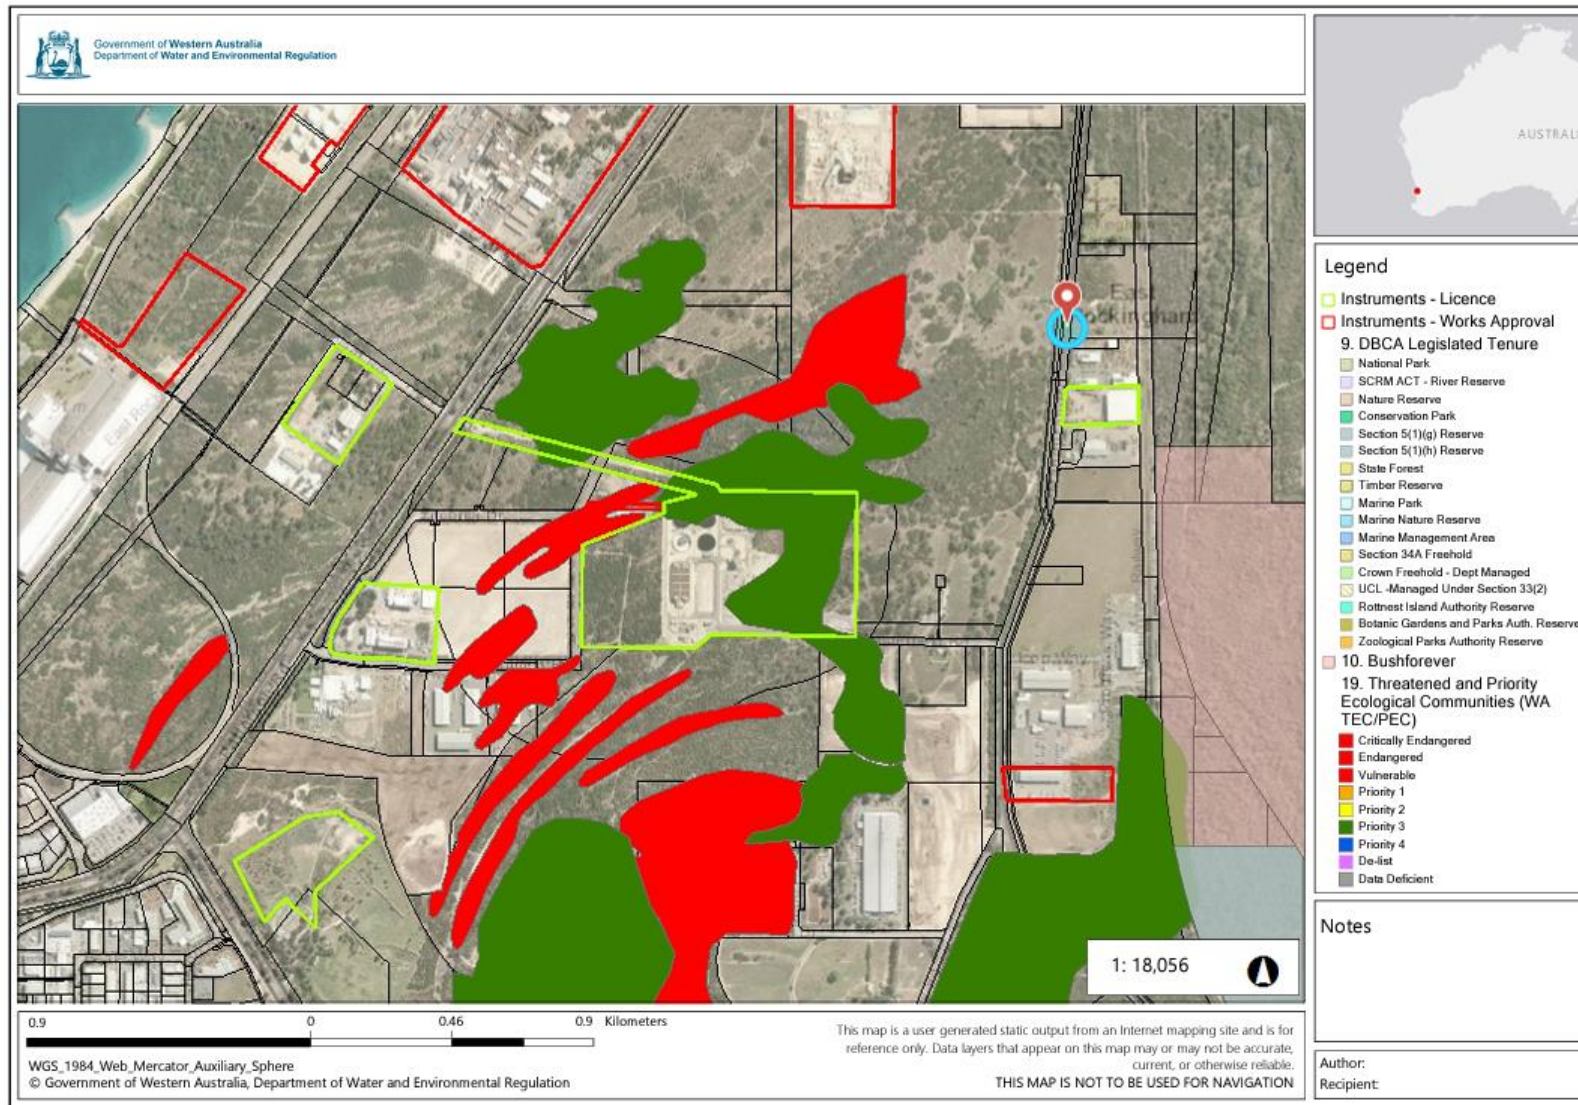 Government of Western Australia
Department of Water and Environmental Regulation
AUSTRALI
East
Rockingham
Legend
Instruments - Licence
Instruments - Works Approval
9. DBCA Legislated Tenure
National Park
SCRM ACT - River Reserve
Nature Reserve
Conservation Park
Section 5(1)(g) Reserve
Section 5(1)(h) Reserve
State Forest
Timber Reserve
Marine Park
Marine Nature Reserve
Marine Management Area
Section 34A Freehold
Crown Freehold - Dept Managed
UCL -Managed Under Section 33(2)
Rottnest Island Authority Reserve
Botanic Gardens and Parks Auth. Reserve
Zoological Parks Authority Reserve
10. Bushforever
19. Threatened and Priority
Ecological Communities (WA
TEC/PEC)
Critically Endangered
Endangered
Vulnerable
Priority 1
Priority 2
Priority 3
Priority 4
De-list
Data Deficient
Notes
1: 18,056
0.9 0 0.46 0.9 Kilometers
WGS_1984_Web_Mercator_Auxiliary_Sphere
© Government of Western Australia, Department of Water and Environmental Regulation
This map is a user generated static output from an Internet mapping site and is for
reference only. Data layers that appear on this map may or may not be accurate,
current, or otherwise reliable.
THIS MAP IS NOT TO BE USED FOR NAVIGATION
Author:
Recipient: